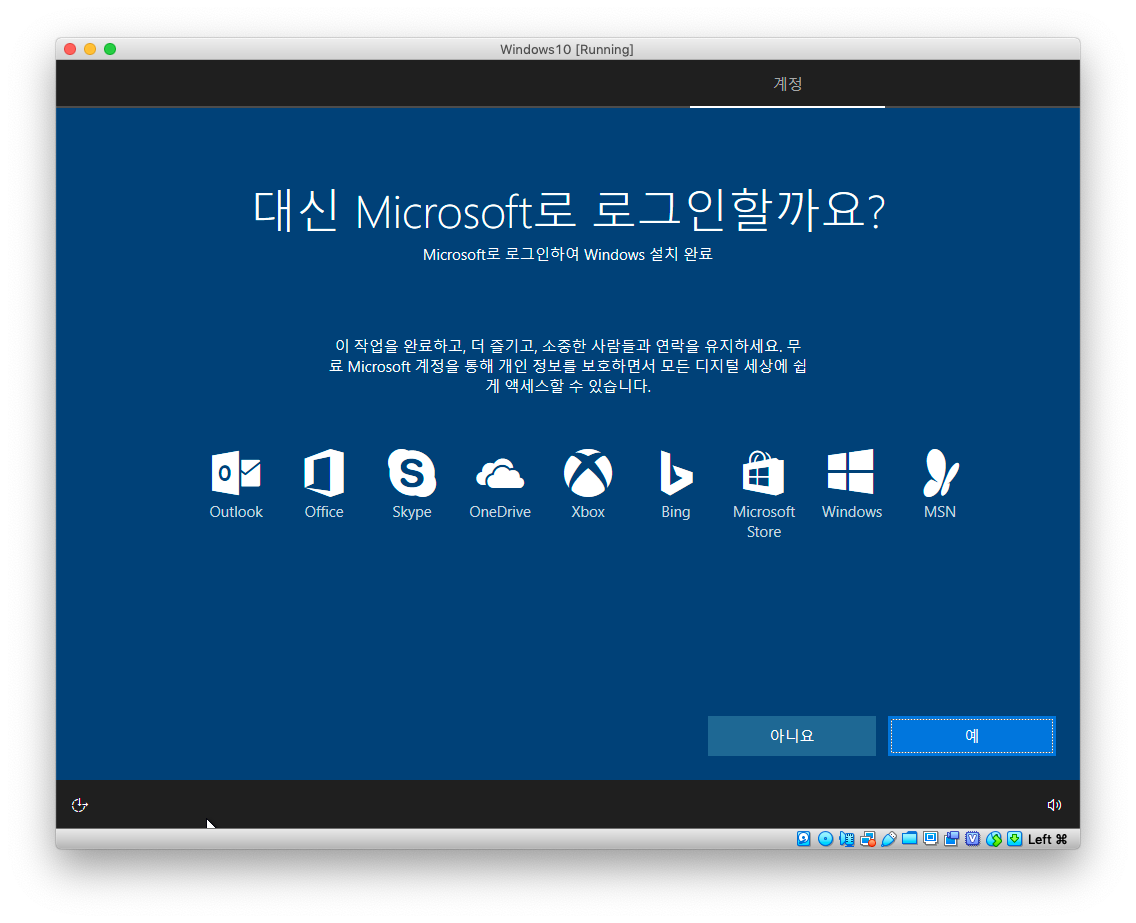 Windows10 [Running]
계정
대신 Microsoft로 로그인할까요?
Microsoft로 로그인하여 Windows 설치 완료
이 작업을 완료하고, 더 즐기고, 소중한 사람들과 연락을 유지하세요. 무
료 Microsoft 계정을 통해 개인 정보를 보호하면서 모든 디지털 세상에 쉽
게 액세스할 수 있습니다.
Outlook Office Skype OneDrive Xbox Bing Microsoft Store Windows MSN
아니요 예
Left ⌘